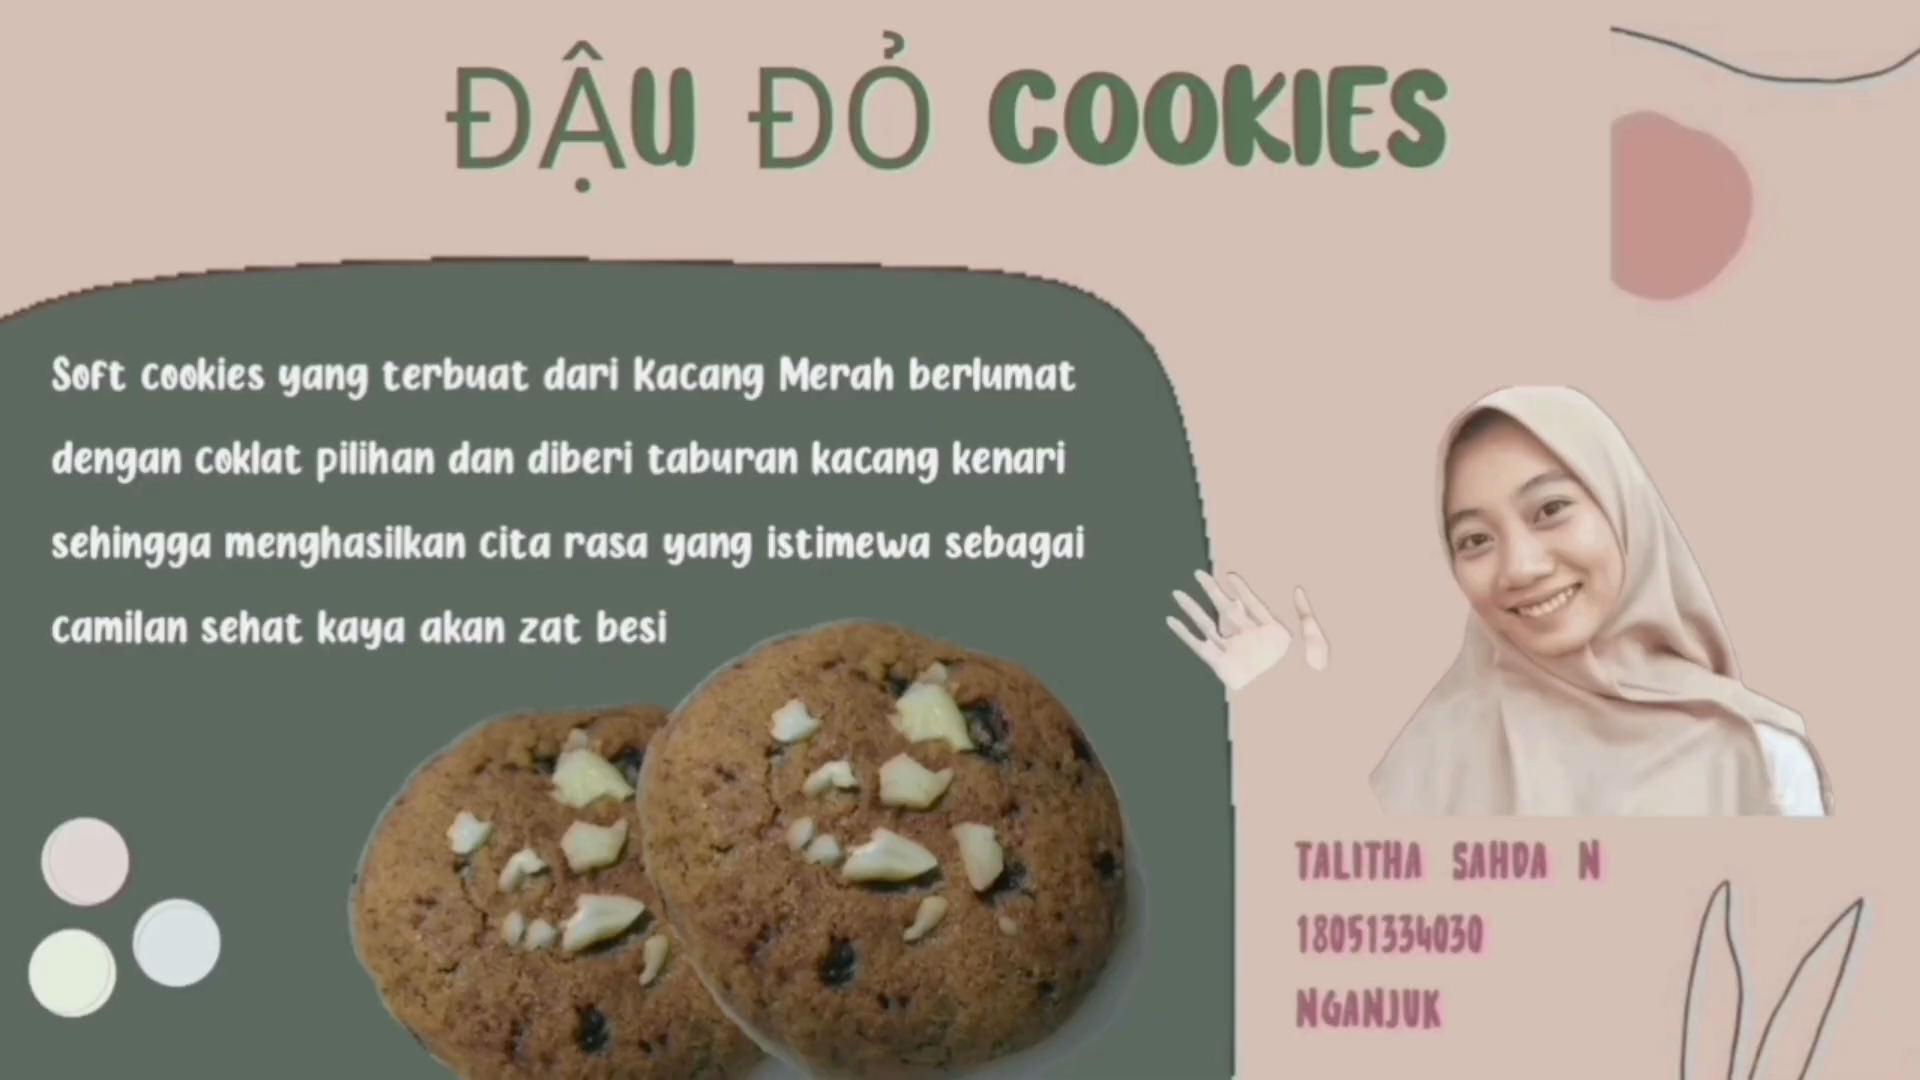 ĐẬU ĐỎ COOKIES
Soft cookies yang terbuat dari Kacang Merah berlumat
dengan coklat pilihan dan diberi taburan kacang kenari
sehingga menghasilkan cita rasa yang istimewa sebagai
camilan sehat kaya akan zat besi
TALITHA SAHDA N
18051334030
NGANJUK